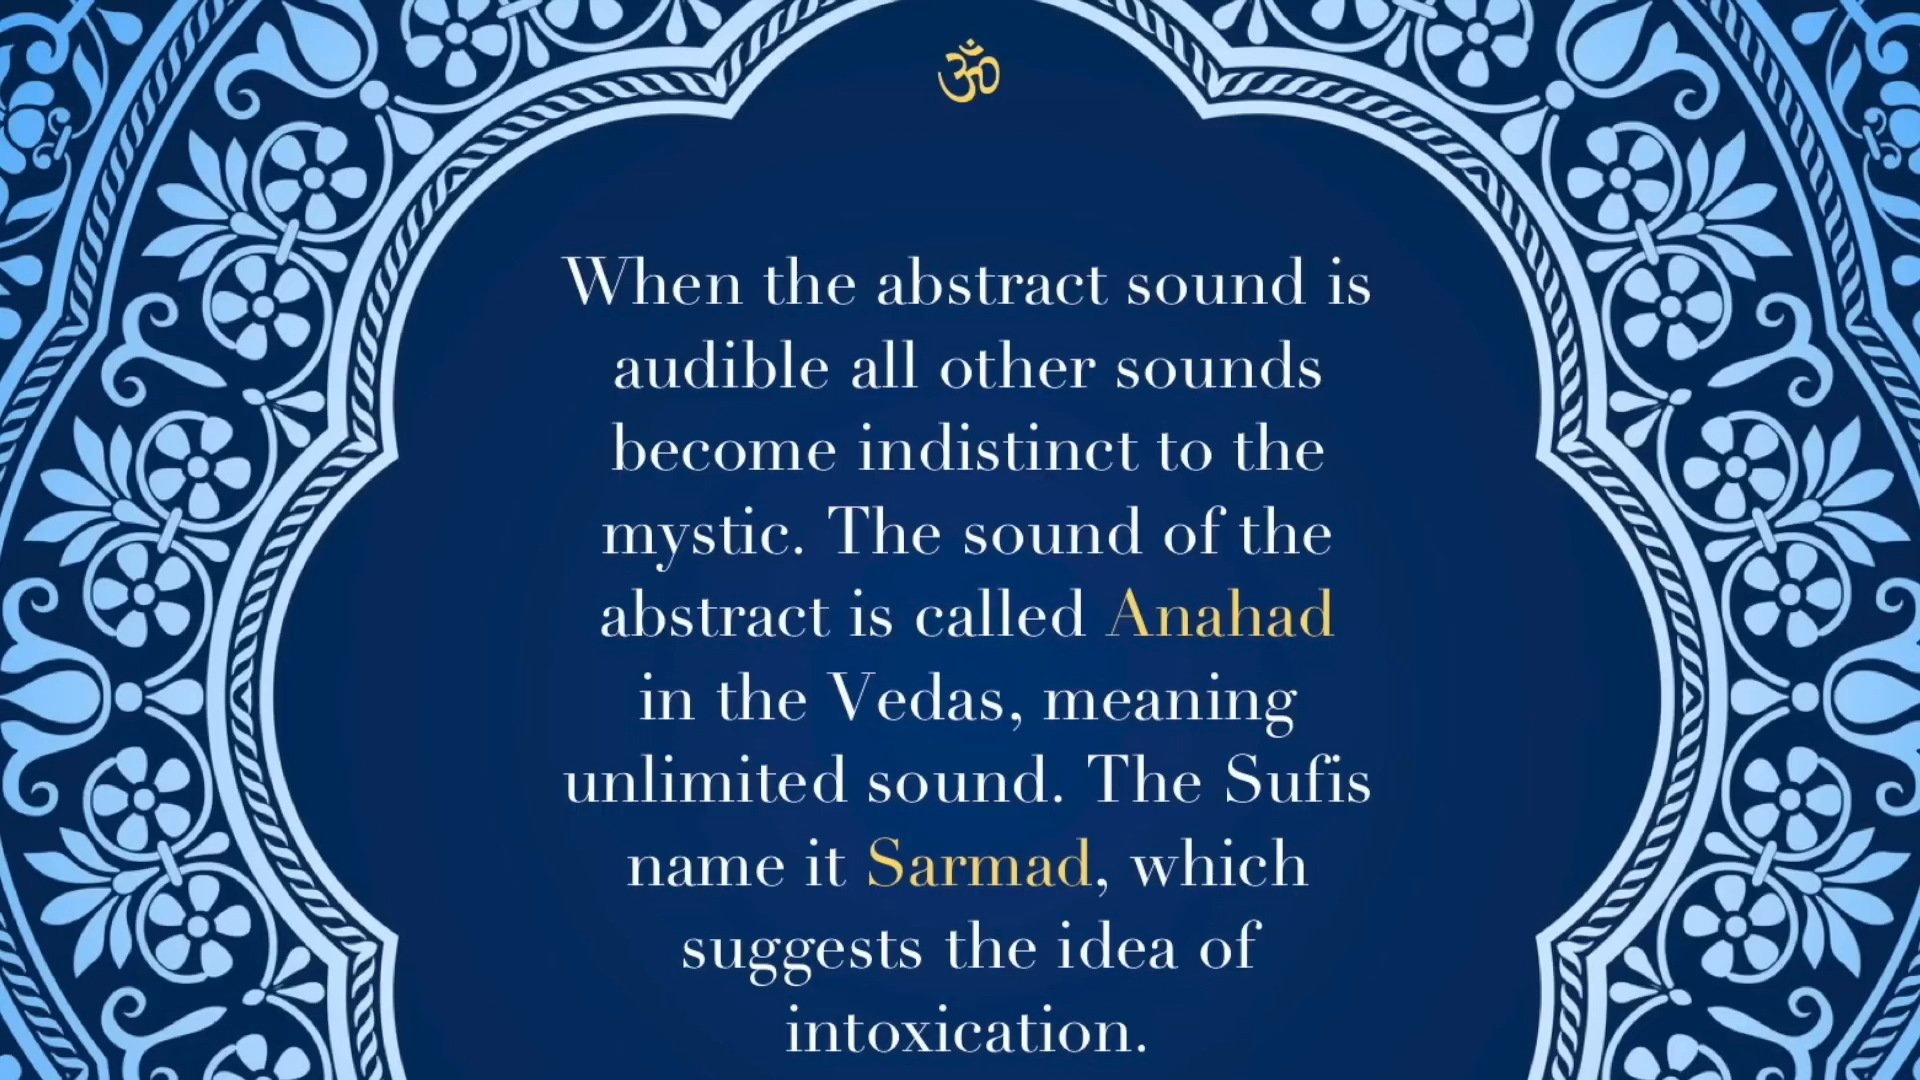 ॐ
When the abstract sound is
audible all other sounds
become indistinct to the
mystic. The sound of the
abstract is called Anahad
in the Vedas, meaning
unlimited sound. The Sufis
name it Sarmad, which
suggests the idea of
intoxication.